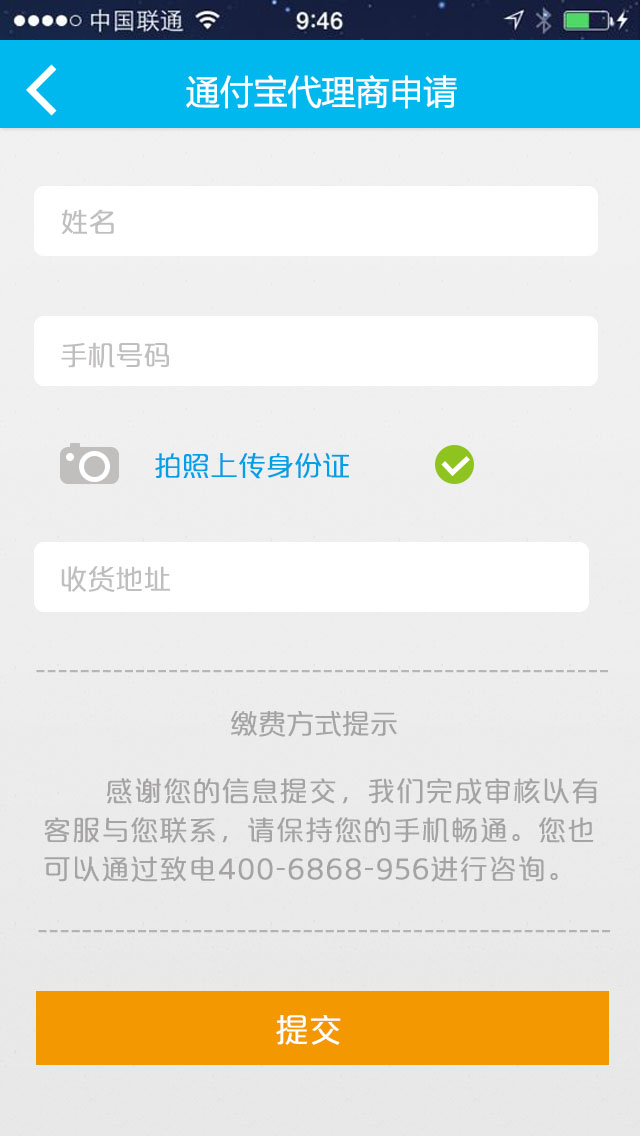 中国联通
9:46
通付宝代理商申请
姓名
手机号码
拍照上传身份证
收货地址
缴费方式提示
感谢您的信息提交，我们完成审核以有
客服与您联系，请保持您的手机畅通。您也
可以通过致电400-6868-956进行咨询。
提交